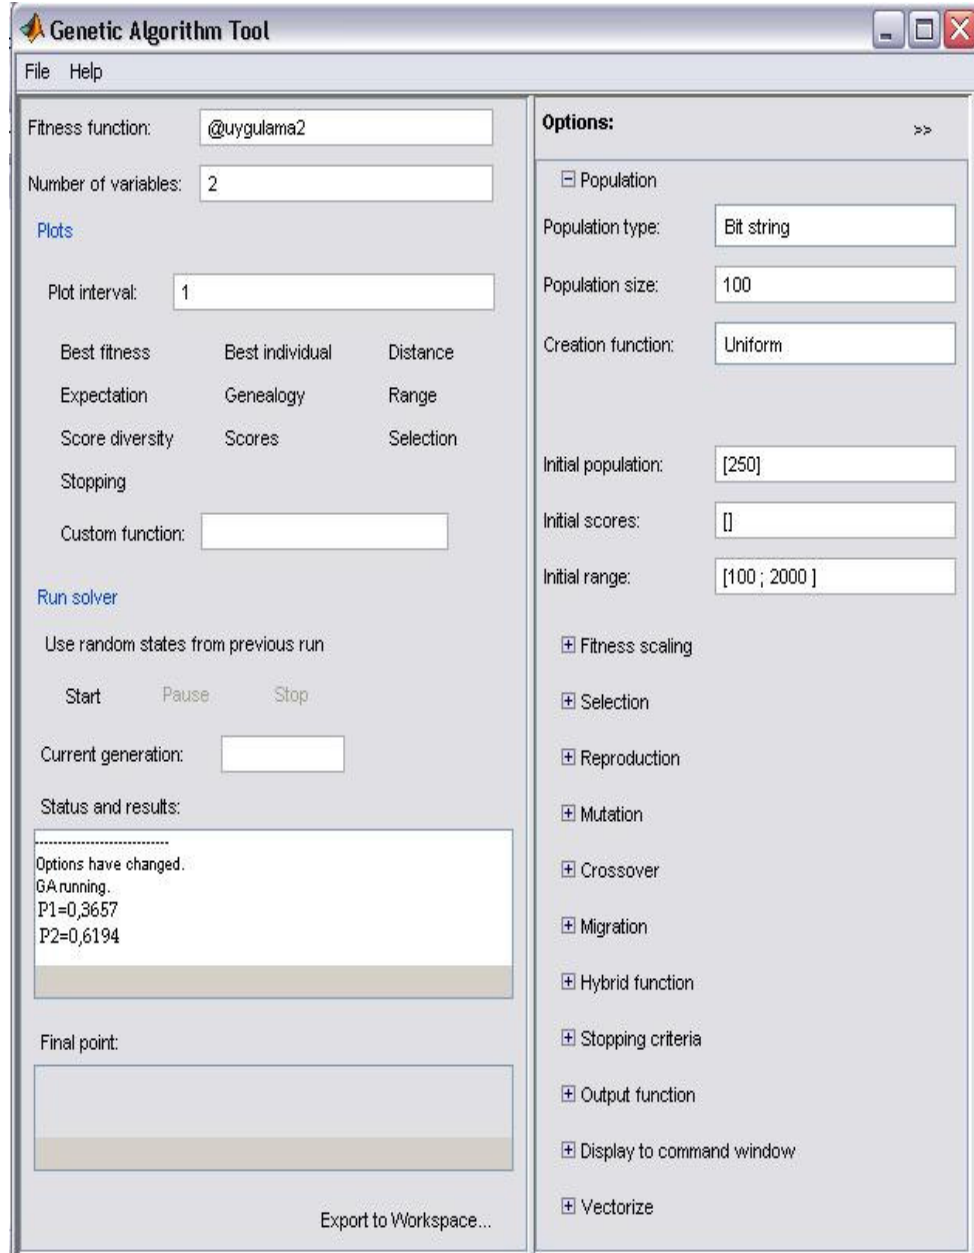 Genetic Algorithm Tool
File Help
Fitness function: @uygulama2
Number of variables: 2
Plots
Plot interval: 1
Best fitness Best individual Distance
Expectation Genealogy Range
Score diversity Scores Selection
Stopping
Custom function:
Run solver
Use random states from previous run
Start Pause Stop
Current generation:
Status and results:
----------------------------
Options have changed.
GA running.
P1=0,3657
P2=0,6194
Final point:
Export to Workspace...
Options: >>
Population
Population type: Bit string
Population size: 100
Creation function: Uniform
Initial population: [250]
Initial scores: []
Initial range: [100 ; 2000 ]
Fitness scaling
Selection
Reproduction
Mutation
Crossover
Migration
Hybrid function
Stopping criteria
Output function
Display to command window
Vectorize